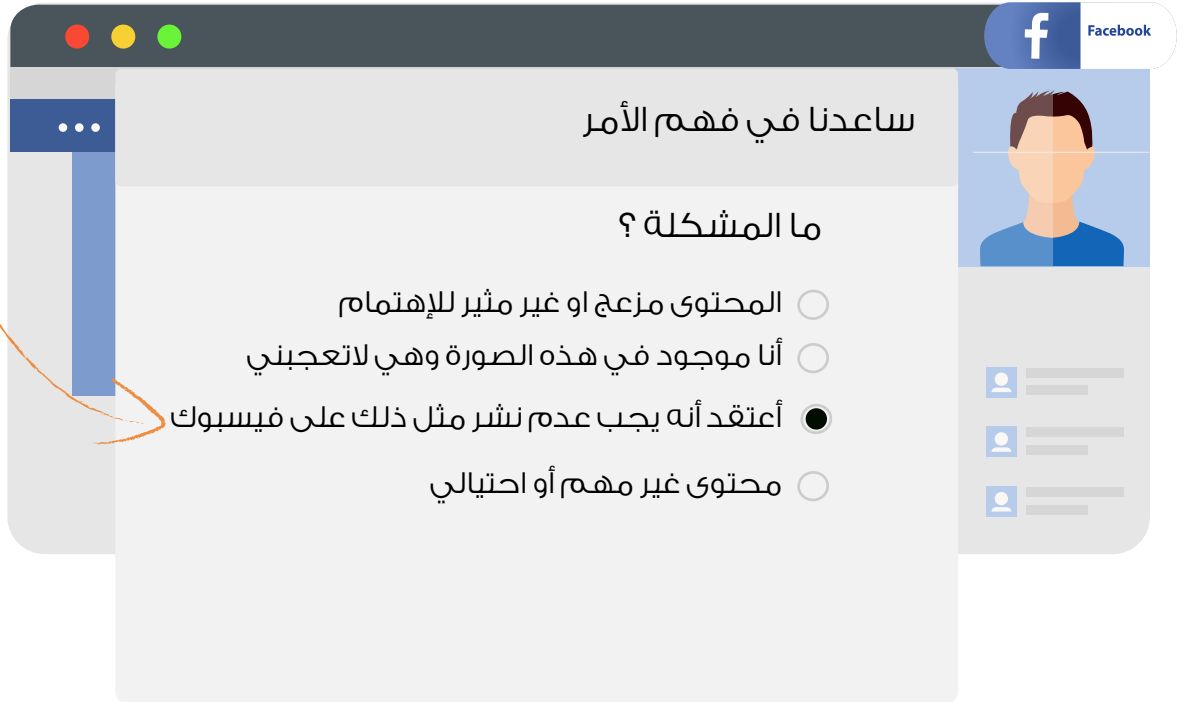 Facebook
ساعدنا في فهم الأمر
ما المشكلة ؟
المحتوى مزعج او غير مثير للإهتمام
أنا موجود في هذه الصورة وهي لاتعجبني
أعتقد أنه يجب عدم نشر مثل ذلك على فيسبوك
محتوى غير مهم أو احتيالي